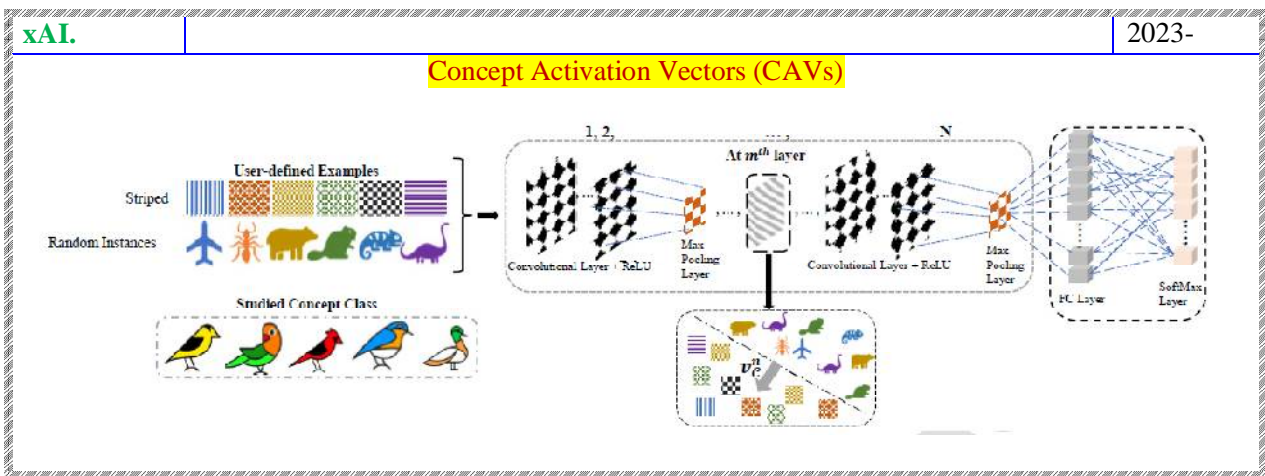 xAI.
2023-
Concept Activation Vectors (CAVs)
1, 2,
... ,
N
At mᵗʰ layer
User-defined Examples
Striped
Random Instances
Max
Pooling
Layer
Convolutional Layer + ReLU
Convolutional Layer – ReLU
Max
Pooling
Layer
FC Layer
SoftMax
Layer
Studied Concept Class